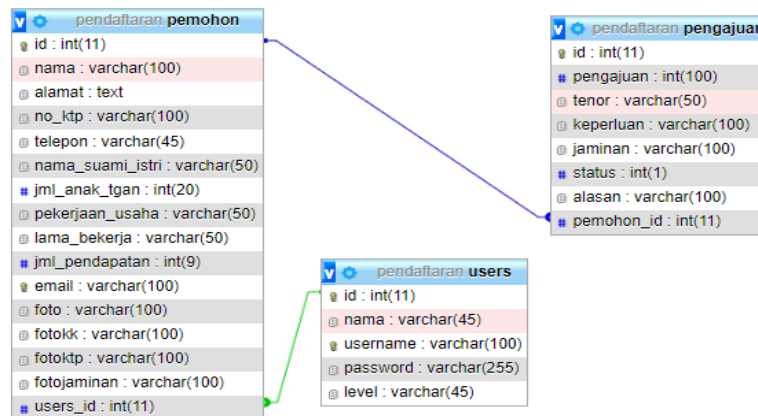 pendaftaran pemohon
id : int(11)
nama : varchar(100)
alamat : text
no_ktp : varchar(100)
telepon : varchar(45)
nama_suami_istri : varchar(50)
jml_anak_tgan : int(20)
pekerjaan_usaha : varchar(50)
lama_bekerja : varchar(50)
jml_pendapatan : int(9)
email : varchar(100)
foto : varchar(100)
fotokk : varchar(100)
fotoktp : varchar(100)
fotojaminan : varchar(100)
users_id : int(11)
pendaftaran users
id : int(11)
nama : varchar(45)
username : varchar(100)
password : varchar(255)
level : varchar(45)
pendaftaran pengajuan
id : int(11)
pengajuan : int(100)
tenor : varchar(50)
keperluan : varchar(100)
jaminan : varchar(100)
status : int(1)
alasan : varchar(100)
pemohon_id : int(11)